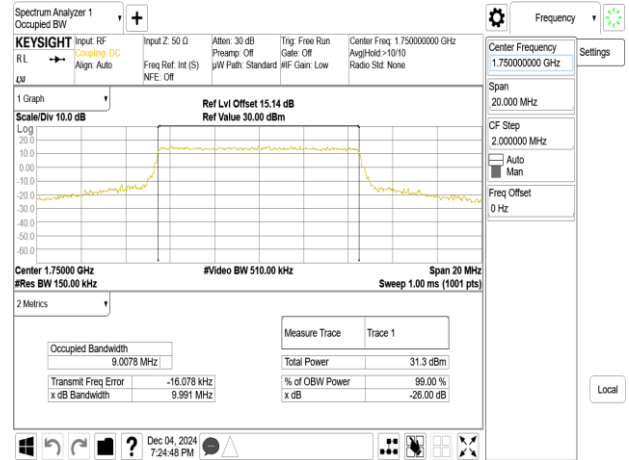 Spectrum Analyzer 1
Occupied BW
Frequency
KEYSIGHT
Input: RF
Coupling: DC
Align: Auto
Input Z: 50 Ω
Freq Ref: Int (S)
NFE: Off
Atten: 30 dB
Preamp: Off
µW Path: Standard
Trig: Free Run
Gate: Off
#IF Gain: Low
Center Freq: 1.750000000 GHz
Avg|Hold:>10/10
Radio Std: None
RL
LXI
Center Frequency
1.750000000 GHz
Settings
Span
20.000 MHz
CF Step
2.000000 MHz
Auto
Man
Freq Offset
0 Hz
1 Graph
Ref Lvl Offset 15.14 dB
Scale/Div 10.0 dB
Ref Value 30.00 dBm
Log
20.0
10.0
0.00
-10.0
-20.0
-30.0
-40.0
-50.0
-60.0
Center 1.75000 GHz
#Video BW 510.00 kHz
Span 20 MHz
#Res BW 150.00 kHz
Sweep 1.00 ms (1001 pts)
2 Metrics
Measure Trace
Trace 1
Occupied Bandwidth
9.0078 MHz
Total Power
31.3 dBm
Transmit Freq Error
-16.078 kHz
% of OBW Power
99.00 %
x dB Bandwidth
9.991 MHz
x dB
-26.00 dB
Local
?
Dec 04, 2024
7:24:48 PM